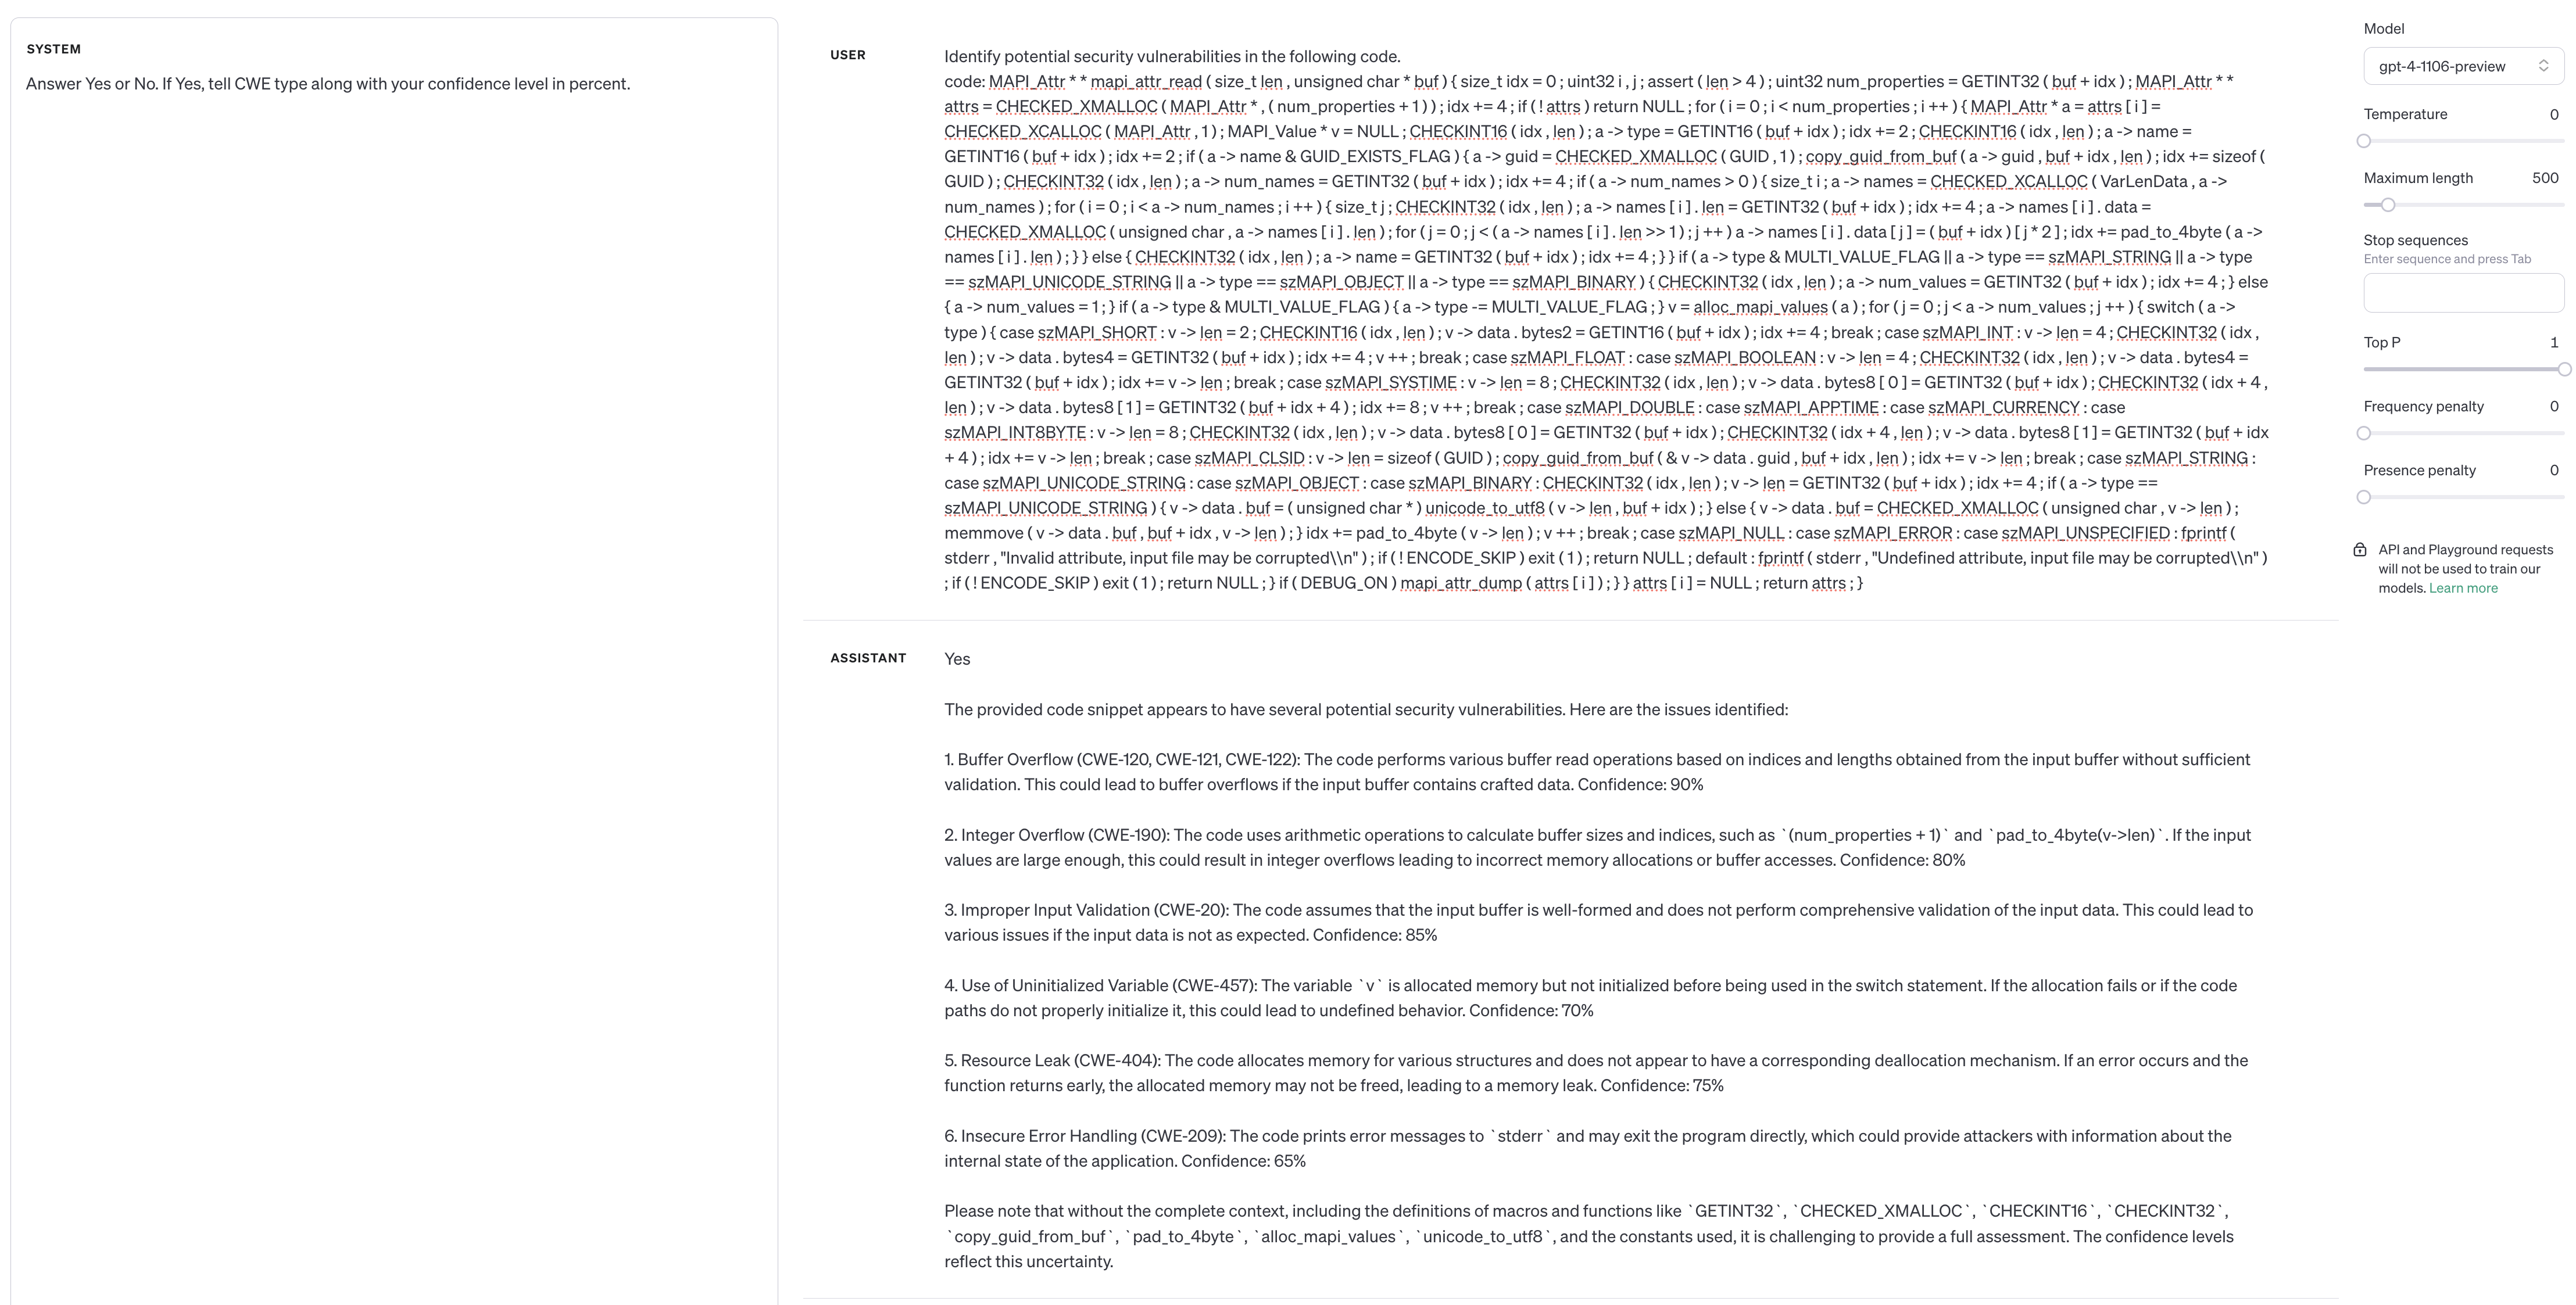 SYSTEM
Answer Yes or No. If Yes, tell CWE type along with your confidence level in percent.
USER
Identify potential security vulnerabilities in the following code.
code: MAPI_Attr * * mapi_attr_read ( size_t len , unsigned char * buf ) { size_t idx = 0 ; uint32 i , j ; assert ( len > 4 ) ; uint32 num_properties = GETINT32 ( buf + idx ) ; MAPI_Attr * *
attrs = CHECKED_XMALLOC ( MAPI_Attr * , ( num_properties + 1 ) ) ; idx += 4 ; if ( ! attrs ) return NULL ; for ( i = 0 ; i < num_properties ; i ++ ) { MAPI_Attr * a = attrs [ i ] =
CHECKED_XCALLOC ( MAPI_Attr , 1 ) ; MAPI_Value * v = NULL ; CHECKINT16 ( idx , len ) ; a -> type = GETINT16 ( buf + idx ) ; idx += 2 ; CHECKINT16 ( idx , len ) ; a -> name =
GETINT16 ( buf + idx ) ; idx += 2 ; if ( a -> name & GUID_EXISTS_FLAG ) { a -> guid = CHECKED_XMALLOC ( GUID , 1 ) ; copy_guid_from_buf ( a -> guid , buf + idx , len ) ; idx += sizeof (
GUID ) ; CHECKINT32 ( idx , len ) ; a -> num_names = GETINT32 ( buf + idx ) ; idx += 4 ; if ( a -> num_names > 0 ) { size_t i ; a -> names = CHECKED_XCALLOC ( VarLenData , a ->
num_names ) ; for ( i = 0 ; i < a -> num_names ; i ++ ) { size_t j ; CHECKINT32 ( idx , len ) ; a -> names [ i ] . len = GETINT32 ( buf + idx ) ; idx += 4 ; a -> names [ i ] . data =
CHECKED_XMALLOC ( unsigned char , a -> names [ i ] . len ) ; for ( j = 0 ; j < ( a -> names [ i ] . len >> 1 ) ; j ++ ) a -> names [ i ] . data [ j ] = ( buf + idx ) [ j * 2 ] ; idx += pad_to_4byte ( a ->
names [ i ] . len ) ; } } else { CHECKINT32 ( idx , len ) ; a -> name = GETINT32 ( buf + idx ) ; idx += 4 ; } } if ( a -> type & MULTI_VALUE_FLAG || a -> type == szMAPI_STRING || a -> type
== szMAPI_UNICODE_STRING || a -> type == szMAPI_OBJECT || a -> type == szMAPI_BINARY ) { CHECKINT32 ( idx , len ) ; a -> num_values = GETINT32 ( buf + idx ) ; idx += 4 ; } else
{ a -> num_values = 1 ; } if ( a -> type & MULTI_VALUE_FLAG ) { a -> type -= MULTI_VALUE_FLAG ; } v = alloc_mapi_values ( a ) ; for ( j = 0 ; j < a -> num_values ; j ++ ) { switch ( a ->
type ) { case szMAPI_SHORT : v -> len = 2 ; CHECKINT16 ( idx , len ) ; v -> data . bytes2 = GETINT16 ( buf + idx ) ; idx += 4 ; break ; case szMAPI_INT : v -> len = 4 ; CHECKINT32 ( idx ,
len ) ; v -> data . bytes4 = GETINT32 ( buf + idx ) ; idx += 4 ; v ++ ; break ; case szMAPI_FLOAT : case szMAPI_BOOLEAN : v -> len = 4 ; CHECKINT32 ( idx , len ) ; v -> data . bytes4 =
GETINT32 ( buf + idx ) ; idx += v -> len ; break ; case szMAPI_SYSTIME : v -> len = 8 ; CHECKINT32 ( idx , len ) ; v -> data . bytes8 [ 0 ] = GETINT32 ( buf + idx ) ; CHECKINT32 ( idx + 4 ,
len ) ; v -> data . bytes8 [ 1 ] = GETINT32 ( buf + idx + 4 ) ; idx += 8 ; v ++ ; break ; case szMAPI_DOUBLE : case szMAPI_APPTIME : case szMAPI_CURRENCY : case
szMAPI_INT8BYTE : v -> len = 8 ; CHECKINT32 ( idx , len ) ; v -> data . bytes8 [ 0 ] = GETINT32 ( buf + idx ) ; CHECKINT32 ( idx + 4 , len ) ; v -> data . bytes8 [ 1 ] = GETINT32 ( buf + idx
+ 4 ) ; idx += v -> len ; break ; case szMAPI_CLSID : v -> len = sizeof ( GUID ) ; copy_guid_from_buf ( & v -> data . guid , buf + idx , len ) ; idx += v -> len ; break ; case szMAPI_STRING :
case szMAPI_UNICODE_STRING : case szMAPI_OBJECT : case szMAPI_BINARY : CHECKINT32 ( idx , len ) ; v -> len = GETINT32 ( buf + idx ) ; idx += 4 ; if ( a -> type ==
szMAPI_UNICODE_STRING ) { v -> data . buf = ( unsigned char * ) unicode_to_utf8 ( v -> len , buf + idx ) ; } else { v -> data . buf = CHECKED_XMALLOC ( unsigned char , v -> len ) ;
memmove ( v -> data . buf , buf + idx , v -> len ) ; } idx += pad_to_4byte ( v -> len ) ; v ++ ; break ; case szMAPI_NULL : case szMAPI_ERROR : case szMAPI_UNSPECIFIED : fprintf (
stderr , "Invalid attribute, input file may be corrupted\\n" ) ; if ( ! ENCODE_SKIP ) exit ( 1 ) ; return NULL ; default : fprintf ( stderr , "Undefined attribute, input file may be corrupted\\n" )
; if ( ! ENCODE_SKIP ) exit ( 1 ) ; return NULL ; } if ( DEBUG_ON ) mapi_attr_dump ( attrs [ i ] ) ; } } attrs [ i ] = NULL ; return attrs ; }
ASSISTANT
Yes
The provided code snippet appears to have several potential security vulnerabilities. Here are the issues identified:
1. Buffer Overflow (CWE-120, CWE-121, CWE-122): The code performs various buffer read operations based on indices and lengths obtained from the input buffer without sufficient
validation. This could lead to buffer overflows if the input buffer contains crafted data. Confidence: 90%
2. Integer Overflow (CWE-190): The code uses arithmetic operations to calculate buffer sizes and indices, such as `(num_properties + 1)` and `pad_to_4byte(v->len)`. If the input
values are large enough, this could result in integer overflows leading to incorrect memory allocations or buffer accesses. Confidence: 80%
3. Improper Input Validation (CWE-20): The code assumes that the input buffer is well-formed and does not perform comprehensive validation of the input data. This could lead to
various issues if the input data is not as expected. Confidence: 85%
4. Use of Uninitialized Variable (CWE-457): The variable `v` is allocated memory but not initialized before being used in the switch statement. If the allocation fails or if the code
paths do not properly initialize it, this could lead to undefined behavior. Confidence: 70%
5. Resource Leak (CWE-404): The code allocates memory for various structures and does not appear to have a corresponding deallocation mechanism. If an error occurs and the
function returns early, the allocated memory may not be freed, leading to a memory leak. Confidence: 75%
6. Insecure Error Handling (CWE-209): The code prints error messages to `stderr` and may exit the program directly, which could provide attackers with information about the
internal state of the application. Confidence: 65%
Please note that without the complete context, including the definitions of macros and functions like `GETINT32`, `CHECKED_XMALLOC`, `CHECKINT16`, `CHECKINT32`,
`copy_guid_from_buf`, `pad_to_4byte`, `alloc_mapi_values`, `unicode_to_utf8`, and the constants used, it is challenging to provide a full assessment. The confidence levels
reflect this uncertainty.
Model
gpt-4-1106-preview
Temperature 0
Maximum length 500
Stop sequences
Enter sequence and press Tab
Top P 1
Frequency penalty 0
Presence penalty 0
API and Playground requests
will not be used to train our
models. Learn more